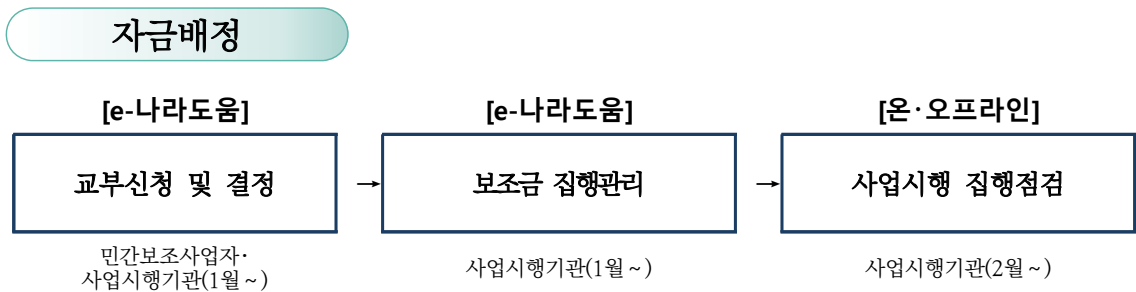 자금배정
[e-나라도움]
[e-나라도움]
[온·오프라인]
교부신청 및 결정
→
보조금 집행관리
→
사업시행 집행점검
민간보조사업자·
사업시행기관(1월~)
사업시행기관(1월~)
사업시행기관(2월~)